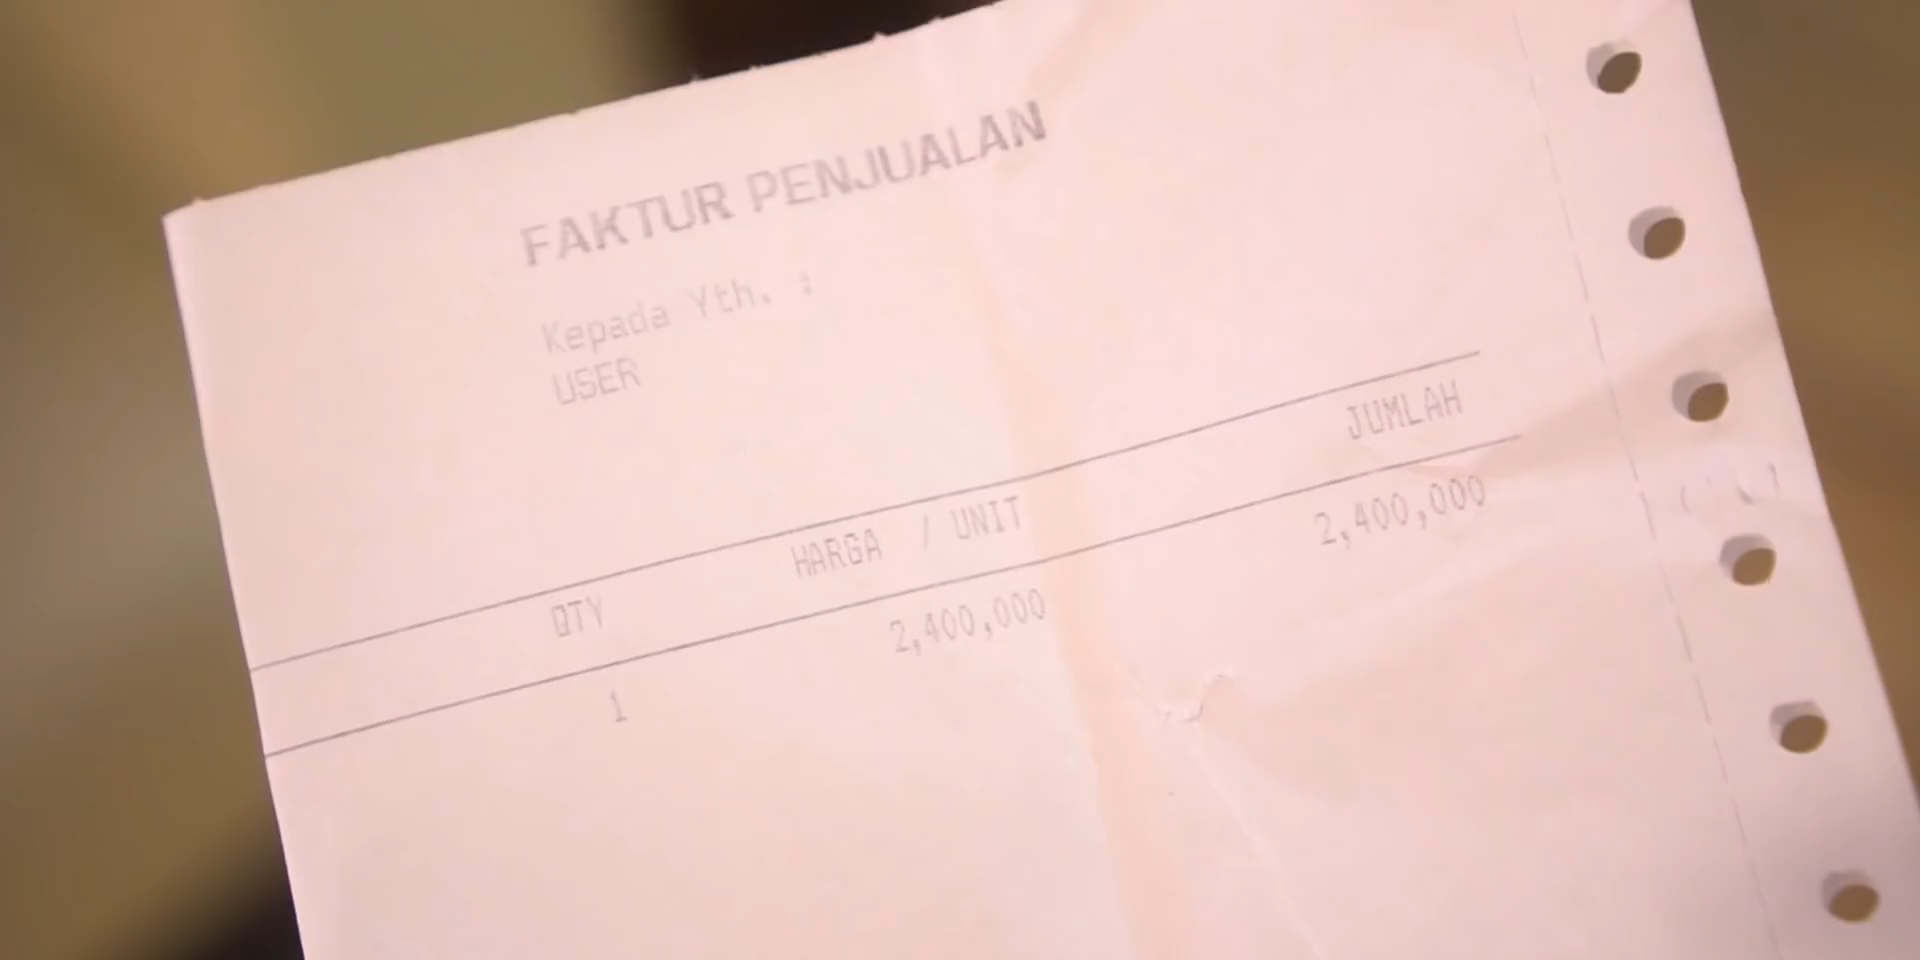 FAKTUR PENJUALAN
Kepada Yth. :
USER
QTY HARGA / UNIT JUMLAH
1 2,400,000 2,400,000